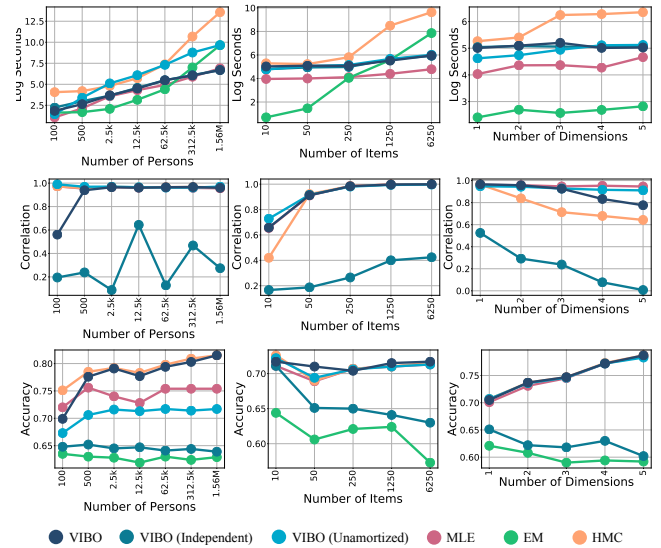 12.5
10.0
7.5
5.0
2.5
Log Seconds
100
500
2.5k
12.5k
62.5k
312.5k
1.56M
Number of Persons
10
8
6
4
2
Log Seconds
10
50
250
1250
6250
Number of Items
6
5
4
3
Log Seconds
1 2 3 4 5
Number of Dimensions
1.0
0.8
0.6
0.4
0.2
Correlation
100
500
2.5k
12.5k
62.5k
312.5k
1.56M
Number of Persons
1.0
0.8
0.6
0.4
0.2
Correlation
10
50
250
1250
6250
Number of Items
1.0
0.8
0.6
0.4
0.2
0.0
Correlation
1 2 3 4 5
Number of Dimensions
0.80
0.75
0.70
0.65
Accuracy
100
500
2.5k
12.5k
62.5k
312.5k
1.56M
Number of Persons
0.70
0.65
0.60
Accuracy
10
50
250
1250
6250
Number of Items
0.75
0.70
0.65
0.60
Accuracy
1 2 3 4 5
Number of Dimensions
VIBO VIBO (Independent) VIBO (Unamortized) MLE EM HMC